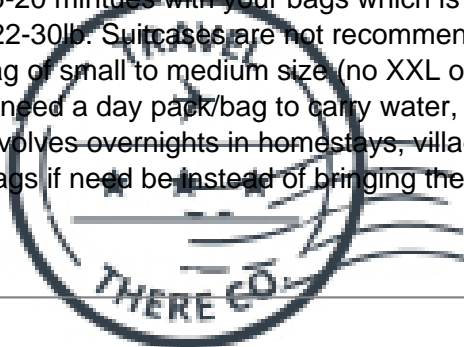 -20 mintues with your bags which is
22-30lb. Suitcases are not recommen
ag of small to medium size (no XXL o
need a day pack/bag to carry water,
volves overnights in homestays, villa
ags if need be instead of bringing the
TRAVEL
THERE CO.